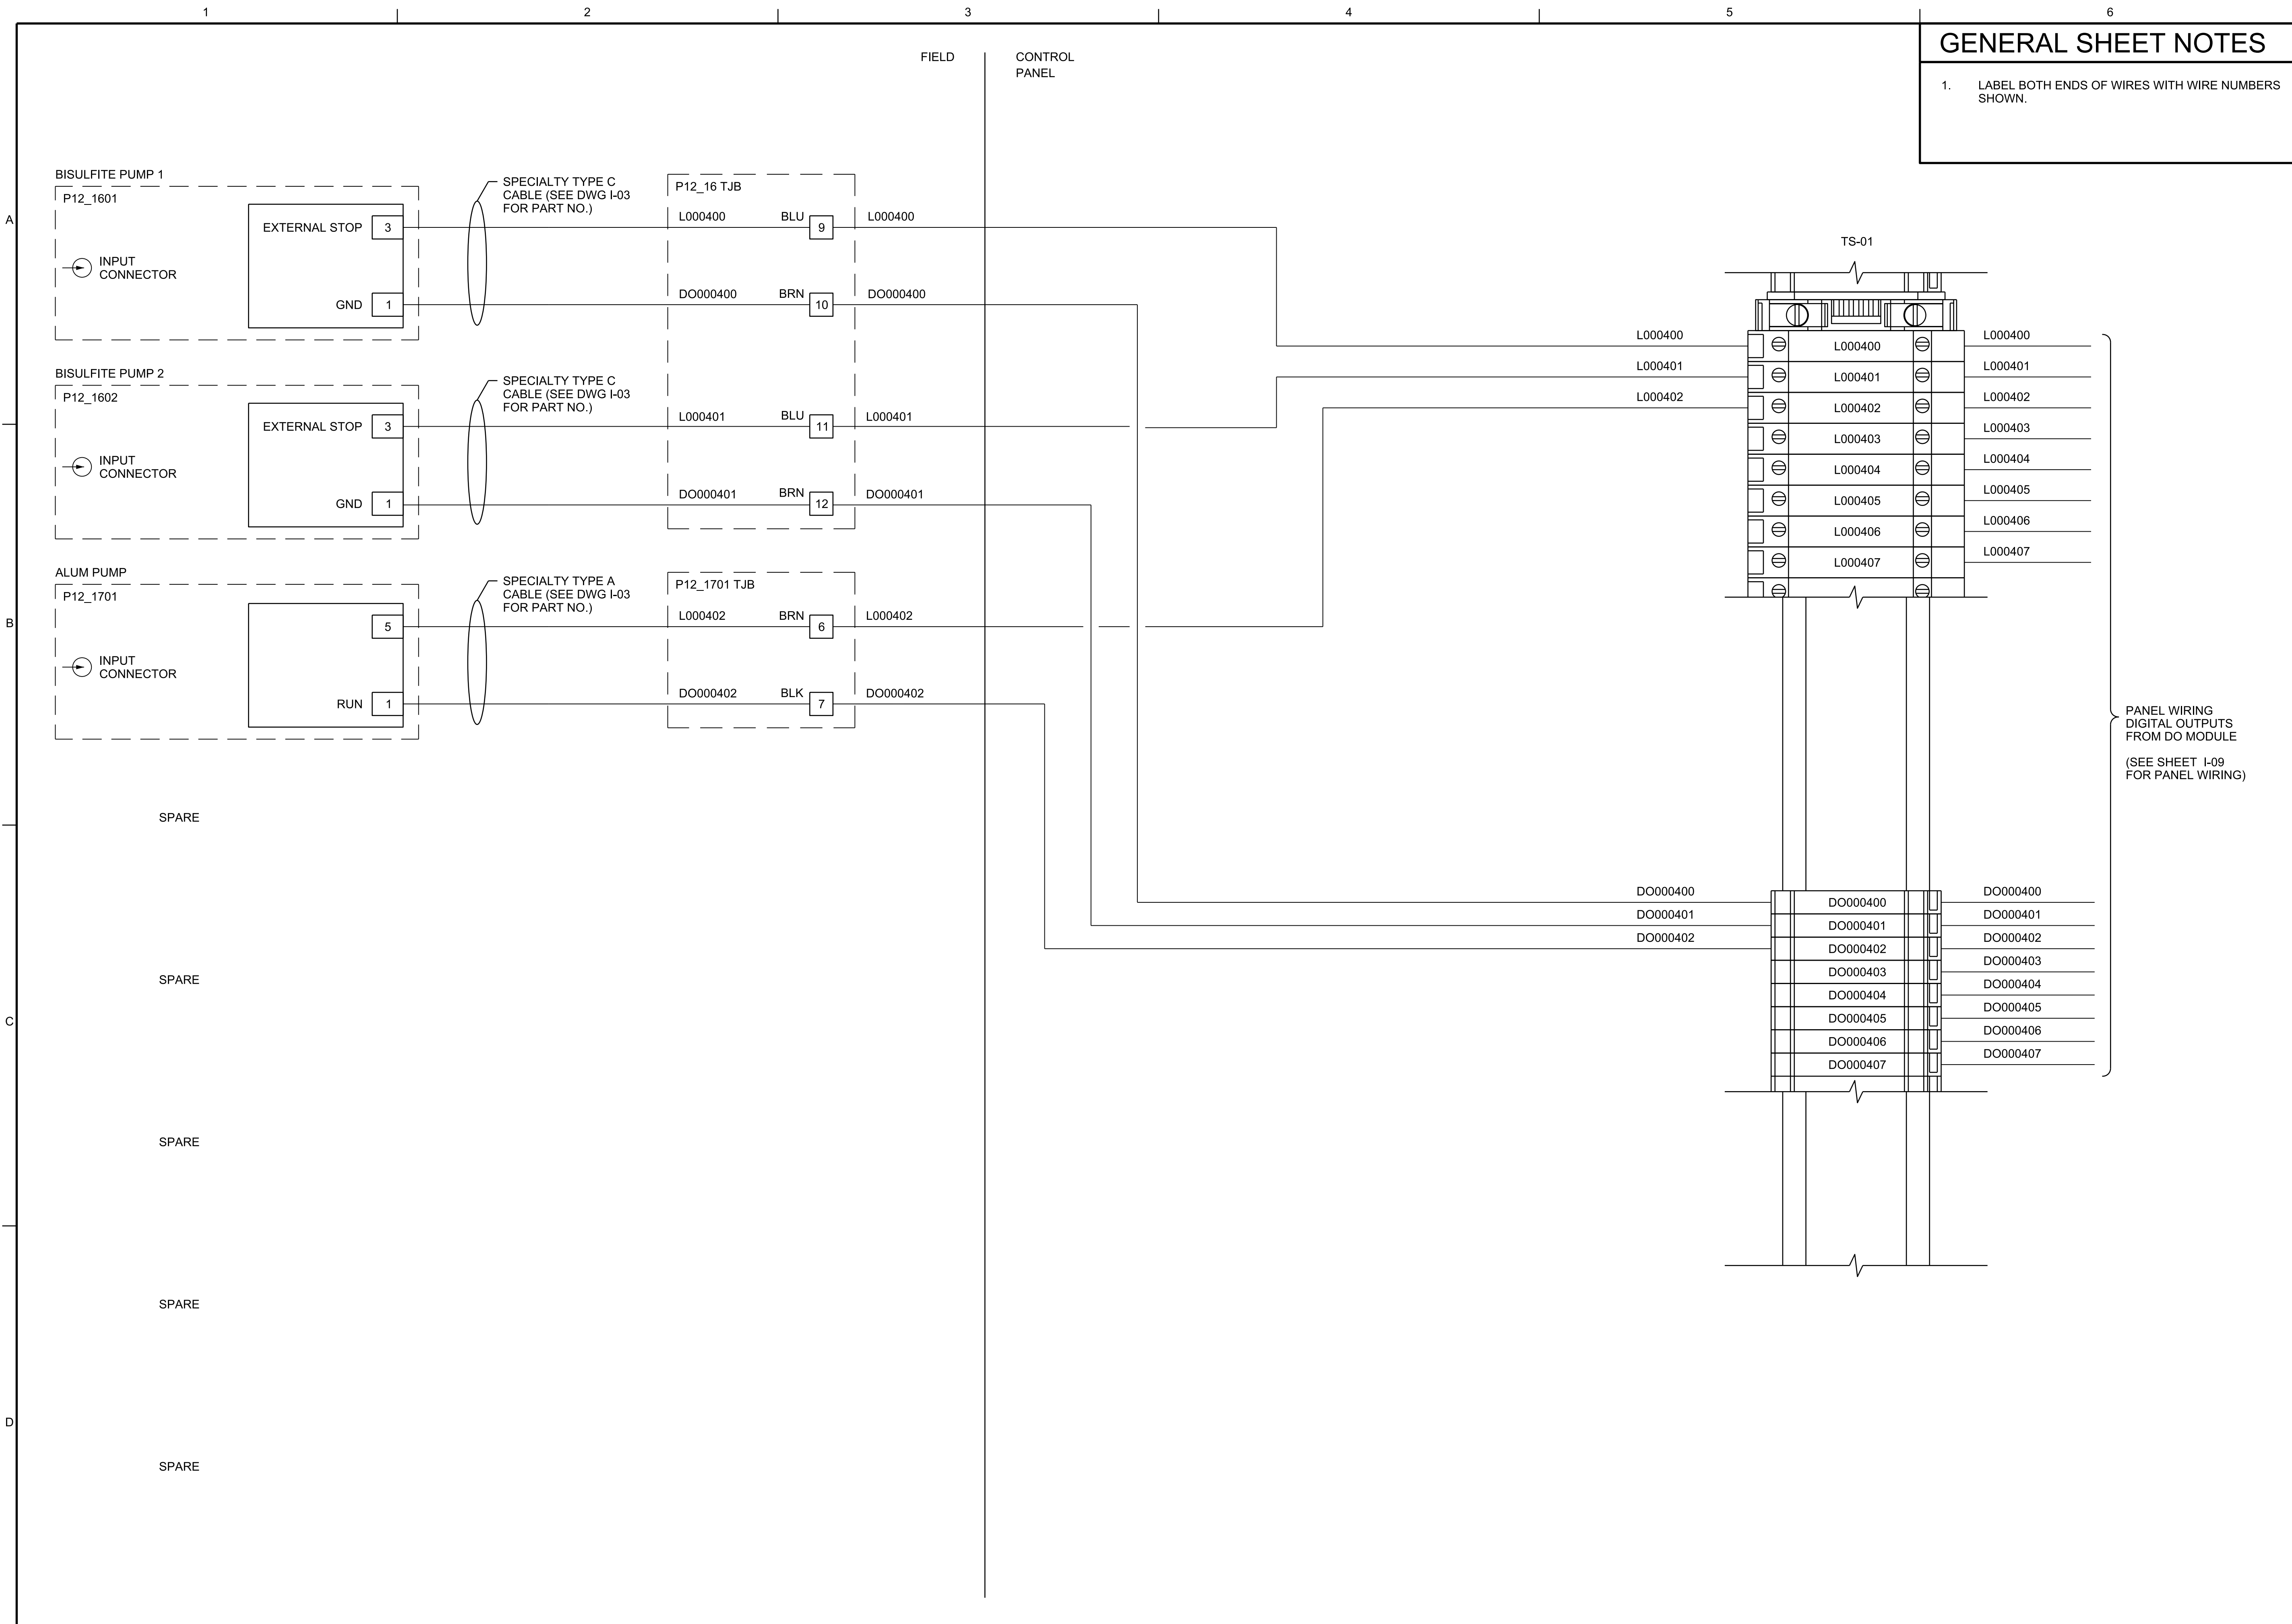 1 2 3 4 5 6
FIELD
CONTROL
PANEL
GENERAL SHEET NOTES
1. LABEL BOTH ENDS OF WIRES WITH WIRE NUMBERS
SHOWN.
A
BISULFITE PUMP 1
P12_1601
EXTERNAL STOP 3
INPUT
CONNECTOR
GND 1
SPECIALTY TYPE C
CABLE (SEE DWG I-03
FOR PART NO.)
P12_16 TJB
L000400 BLU 9 L000400
DO000400 BRN 10 DO000400
BISULFITE PUMP 2
P12_1602
EXTERNAL STOP 3
INPUT
CONNECTOR
GND 1
SPECIALTY TYPE C
CABLE (SEE DWG I-03
FOR PART NO.)
L000401 BLU 11 L000401
DO000401 BRN 12 DO000401
B
ALUM PUMP
P12_1701
5
INPUT
CONNECTOR
RUN 1
SPECIALTY TYPE A
CABLE (SEE DWG I-03
FOR PART NO.)
P12_1701 TJB
L000402 BRN 6 L000402
DO000402 BLK 7 DO000402
TS-01
L000400 L000400 L000400
L000401 L000401 L000401
L000402 L000402 L000402
L000403 L000403
L000404 L000404
L000405 L000405
L000406 L000406
L000407 L000407
PANEL WIRING
DIGITAL OUTPUTS
FROM DO MODULE
(SEE SHEET I-09
FOR PANEL WIRING)
SPARE
DO000400 DO000400 DO000400
DO000401 DO000401 DO000401
DO000402 DO000402 DO000402
DO000403 DO000403
DO000404 DO000404
DO000405 DO000405
DO000406 DO000406
DO000407 DO000407
SPARE
C
SPARE
SPARE
D
SPARE